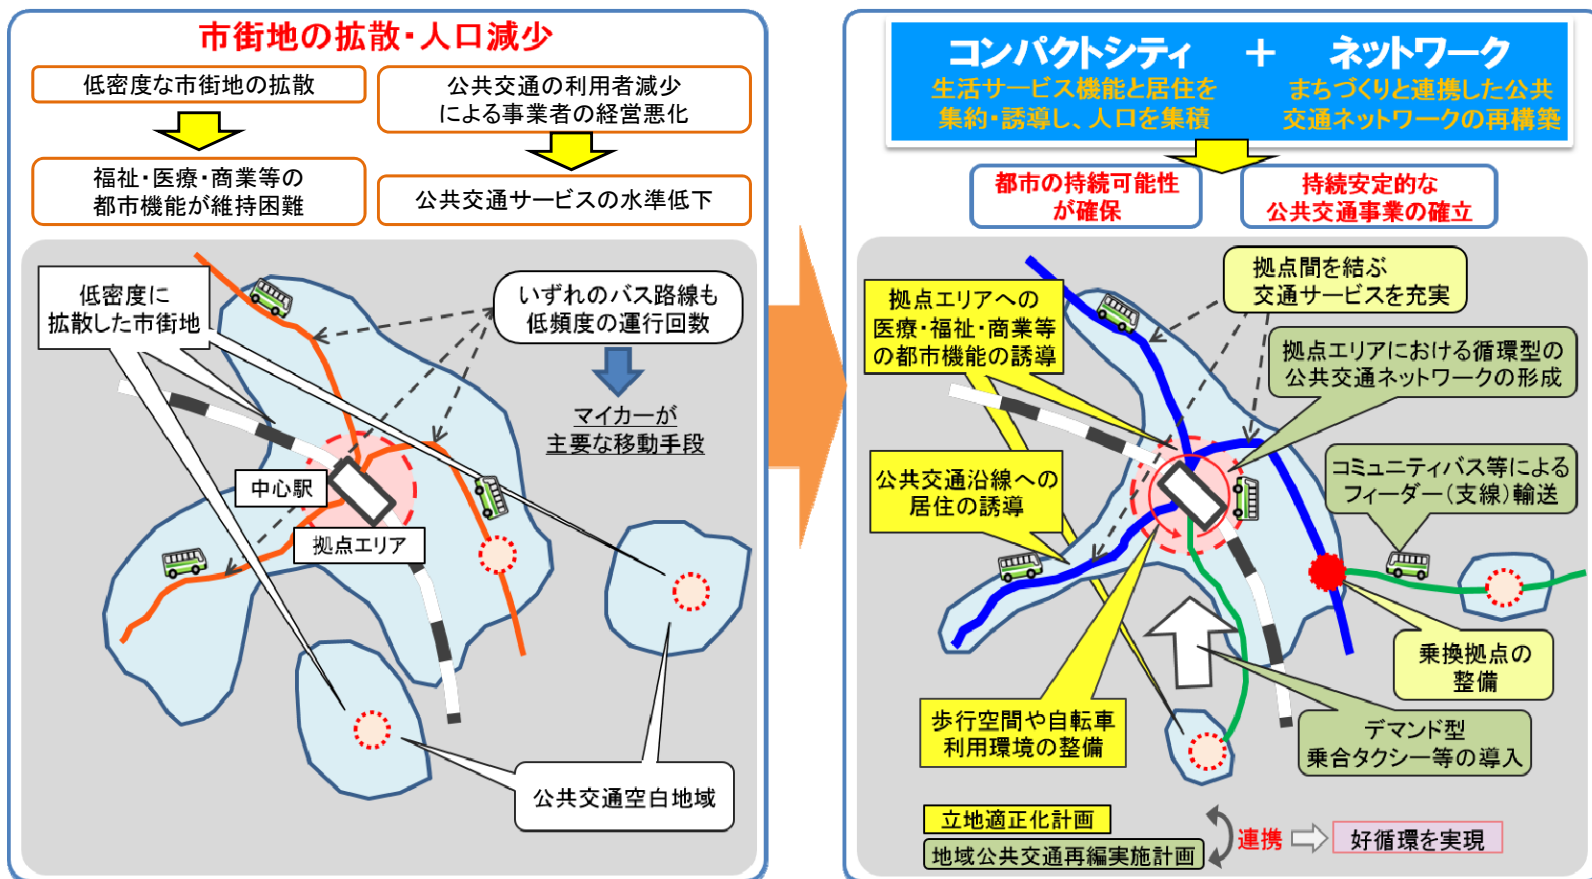 市街地の拡散・人口減少
低密度な市街地の拡散
公共交通の利用者減少
による事業者の経営悪化
福祉・医療・商業等の
都市機能が維持困難
公共交通サービスの水準低下
低密度に
拡散した市街地
いずれのバス路線も
低頻度の運行回数
マイカーが
主要な移動手段
中心駅
拠点エリア
公共交通空白地域
コンパクトシティ + ネットワーク
生活サービス機能と居住を
集約・誘導し、人口を集積
まちづくりと連携した公共
交通ネットワークの再構築
都市の持続可能性
が確保
持続安定的な
公共交通事業の確立
拠点エリアへの
医療・福祉・商業等
の都市機能の誘導
拠点間を結ぶ
交通サービスを充実
拠点エリアにおける循環型の
公共交通ネットワークの形成
公共交通沿線への
居住の誘導
コミュニティバス等による
フィーダー(支線)輸送
乗換拠点の
整備
歩行空間や自転車
利用環境の整備
デマンド型
乗合タクシー等の導入
立地適正化計画
地域公共交通再編実施計画
連携
好循環を実現